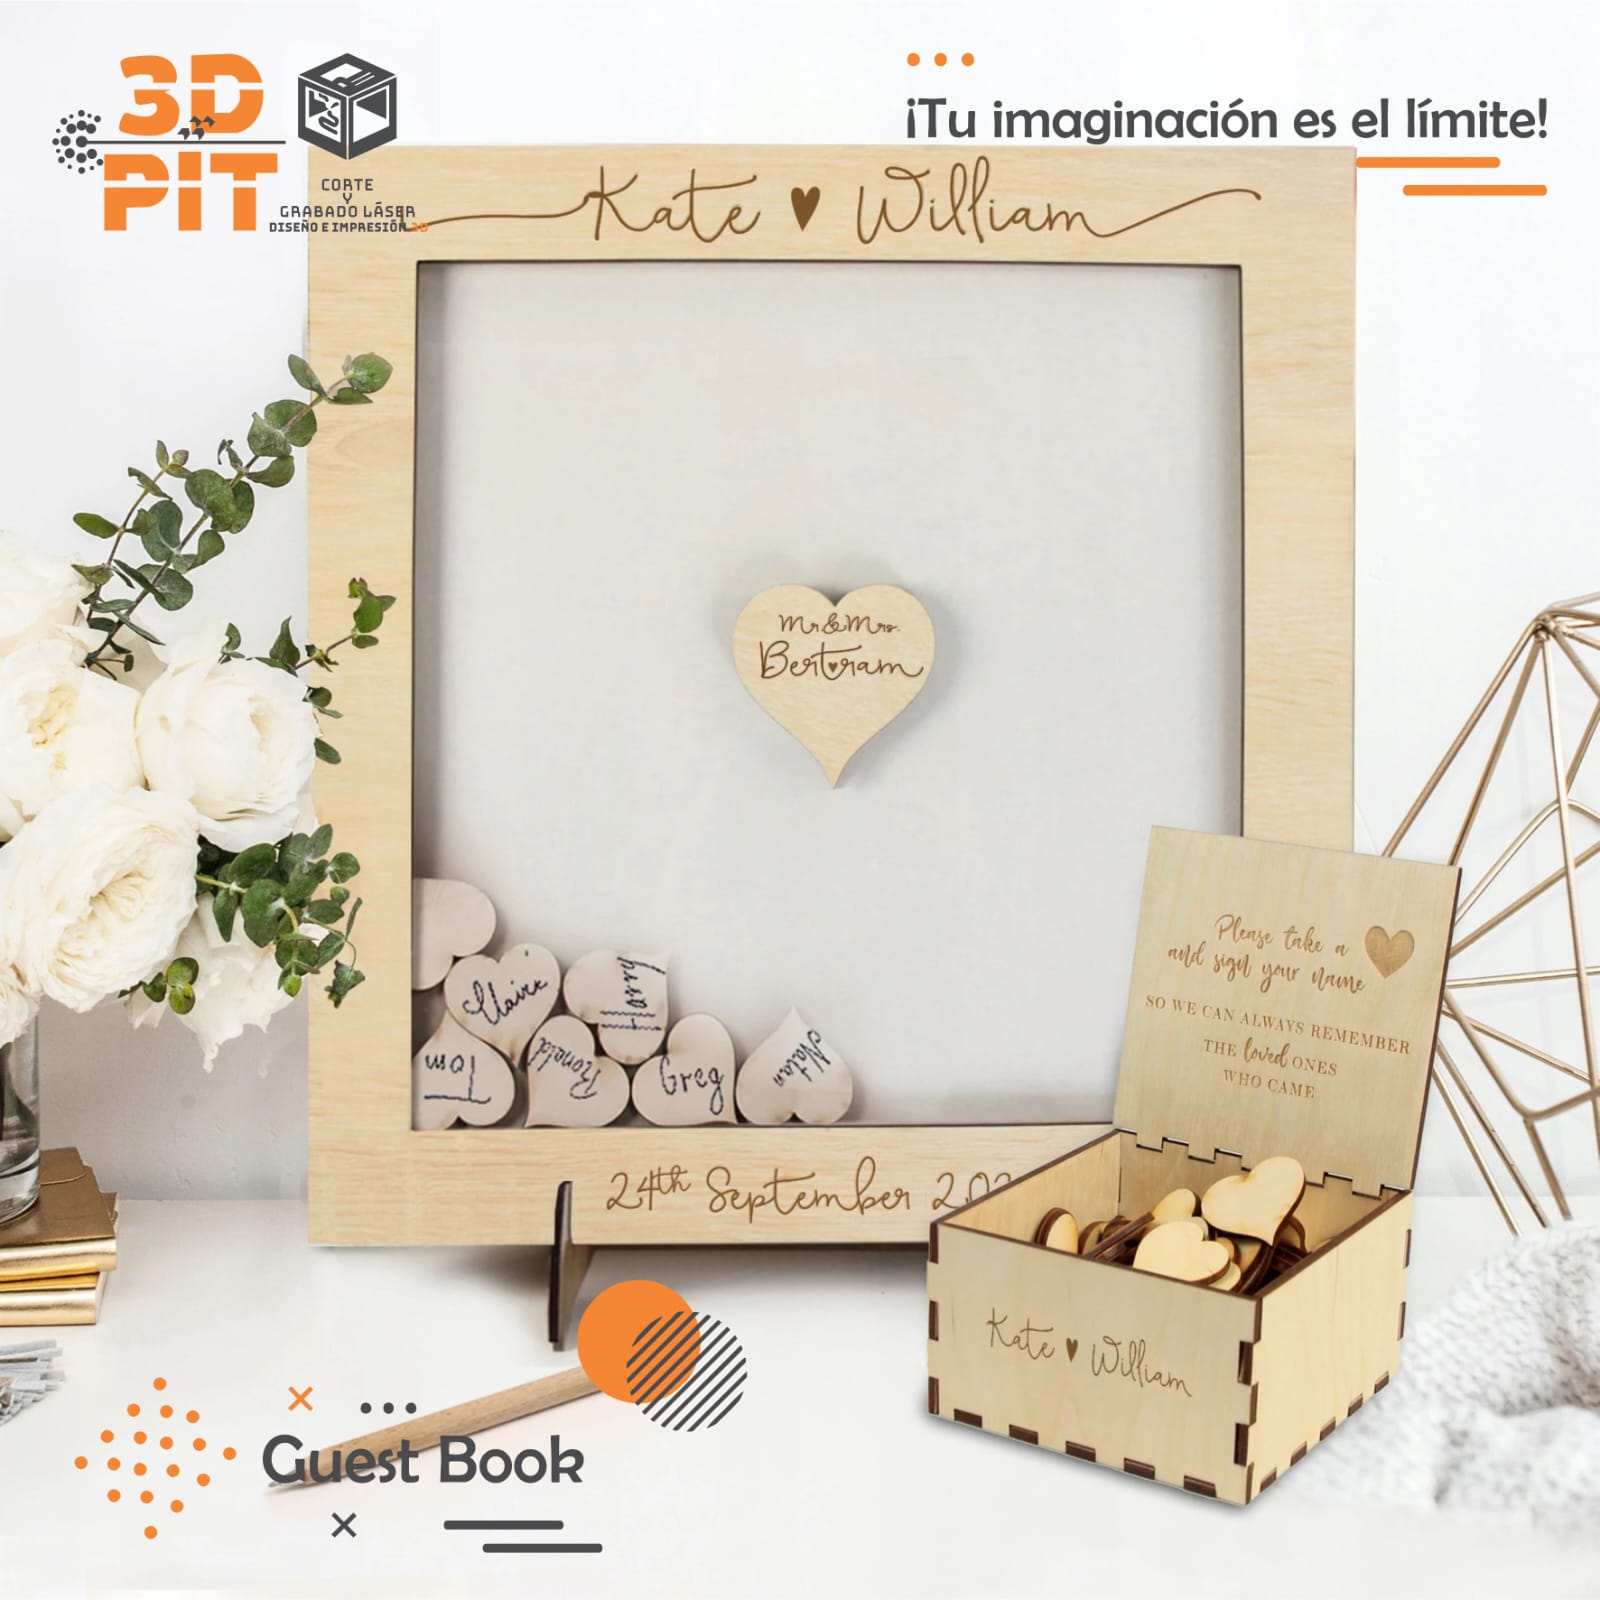 3D
PiT
CORTE
Y
GRABADO LÁSER
DISEÑO E IMPRESIÓN 3D
¡Tu imaginación es el límite!
Kate ♥ William
Mr & Mrs.
Bertram
Claire
Harry
Tom
Ronald
Greg
Natan
Please take a
and sign your name
SO WE CAN ALWAYS REMEMBER
THE loved ONES
WHO CAME
24th September
Kate ♥ William
Guest Book